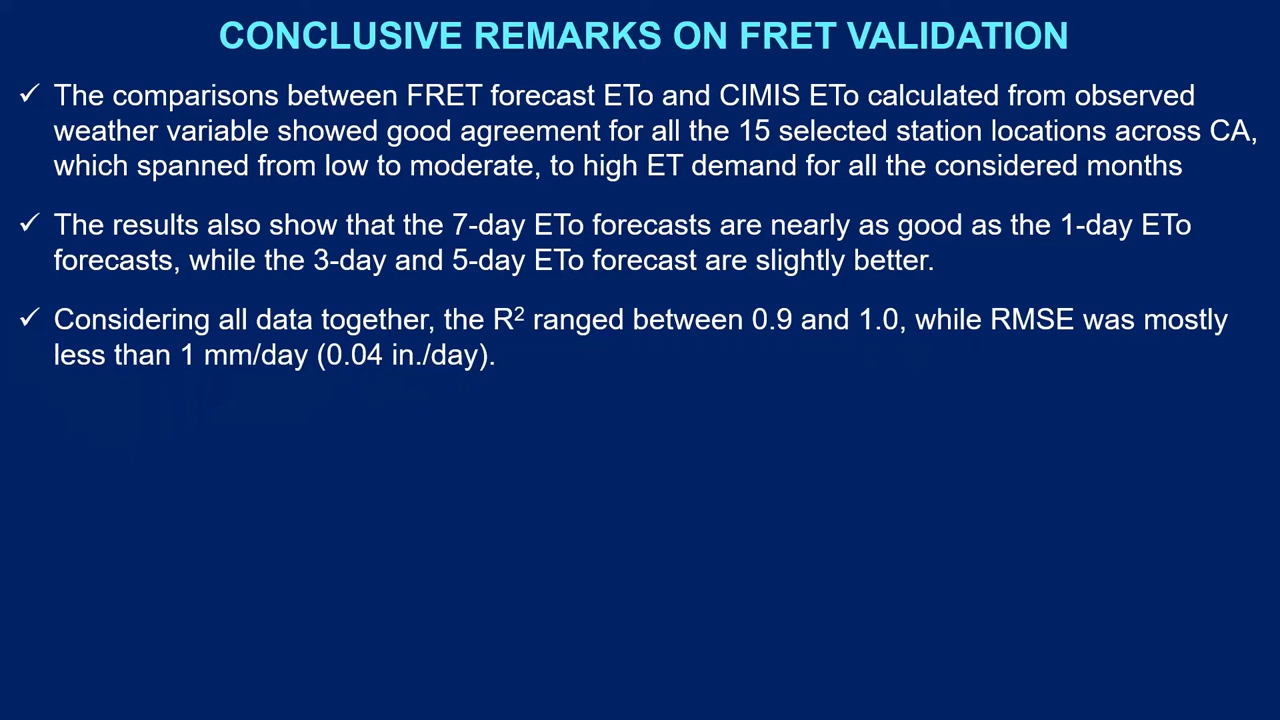 CONCLUSIVE REMARKS ON FRET VALIDATION
✓ The comparisons between FRET forecast ETo and CIMIS ETo calculated from observed
weather variable showed good agreement for all the 15 selected station locations across CA,
which spanned from low to moderate, to high ET demand for all the considered months
✓ The results also show that the 7-day ETo forecasts are nearly as good as the 1-day ETo
forecasts, while the 3-day and 5-day ETo forecast are slightly better.
✓ Considering all data together, the R² ranged between 0.9 and 1.0, while RMSE was mostly
less than 1 mm/day (0.04 in./day).